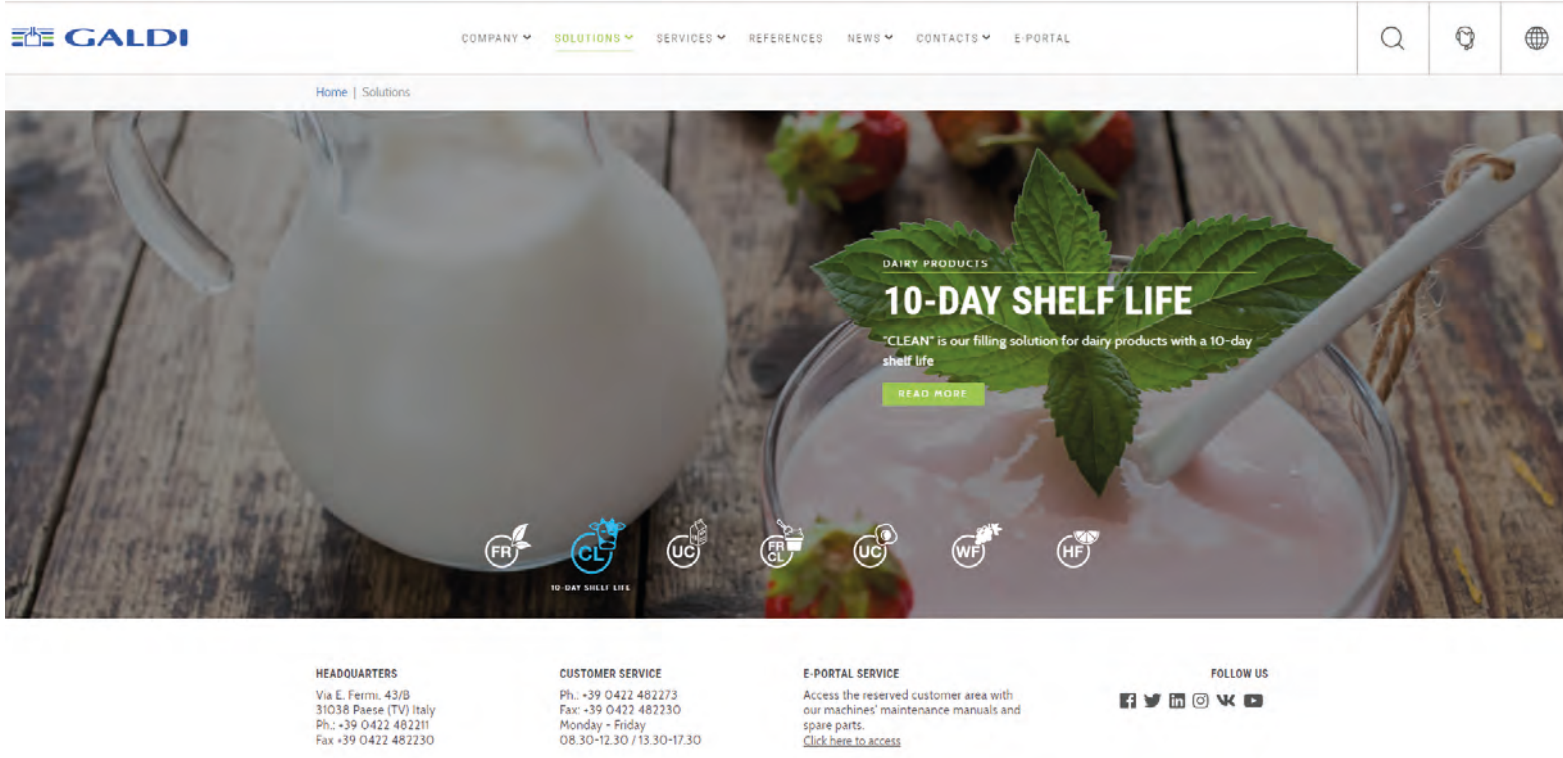 GALDI
COMPANY
SOLUTIONS
SERVICES
REFERENCES
NEWS
CONTACTS
E-PORTAL
Home | Solutions
DAIRY PRODUCTS
10-DAY SHELF LIFE
"CLEAN" is our filling solution for dairy products with a 10-day
shelf life
READ MORE
FR
CL
UC
FR
CL
UC
WF
HF
10-DAY SHELF LIFE
HEADQUARTERS
Via E. Fermi, 43/B
31038 Paese (TV) Italy
Ph.: +39 0422 482211
Fax +39 0422 482230
CUSTOMER SERVICE
Ph.: +39 0422 482273
Fax: +39 0422 482230
Monday - Friday
08.30-12.30 / 13.30-17.30
E-PORTAL SERVICE
Access the reserved customer area with
our machines' maintenance manuals and
spare parts.
Click here to access
FOLLOW US